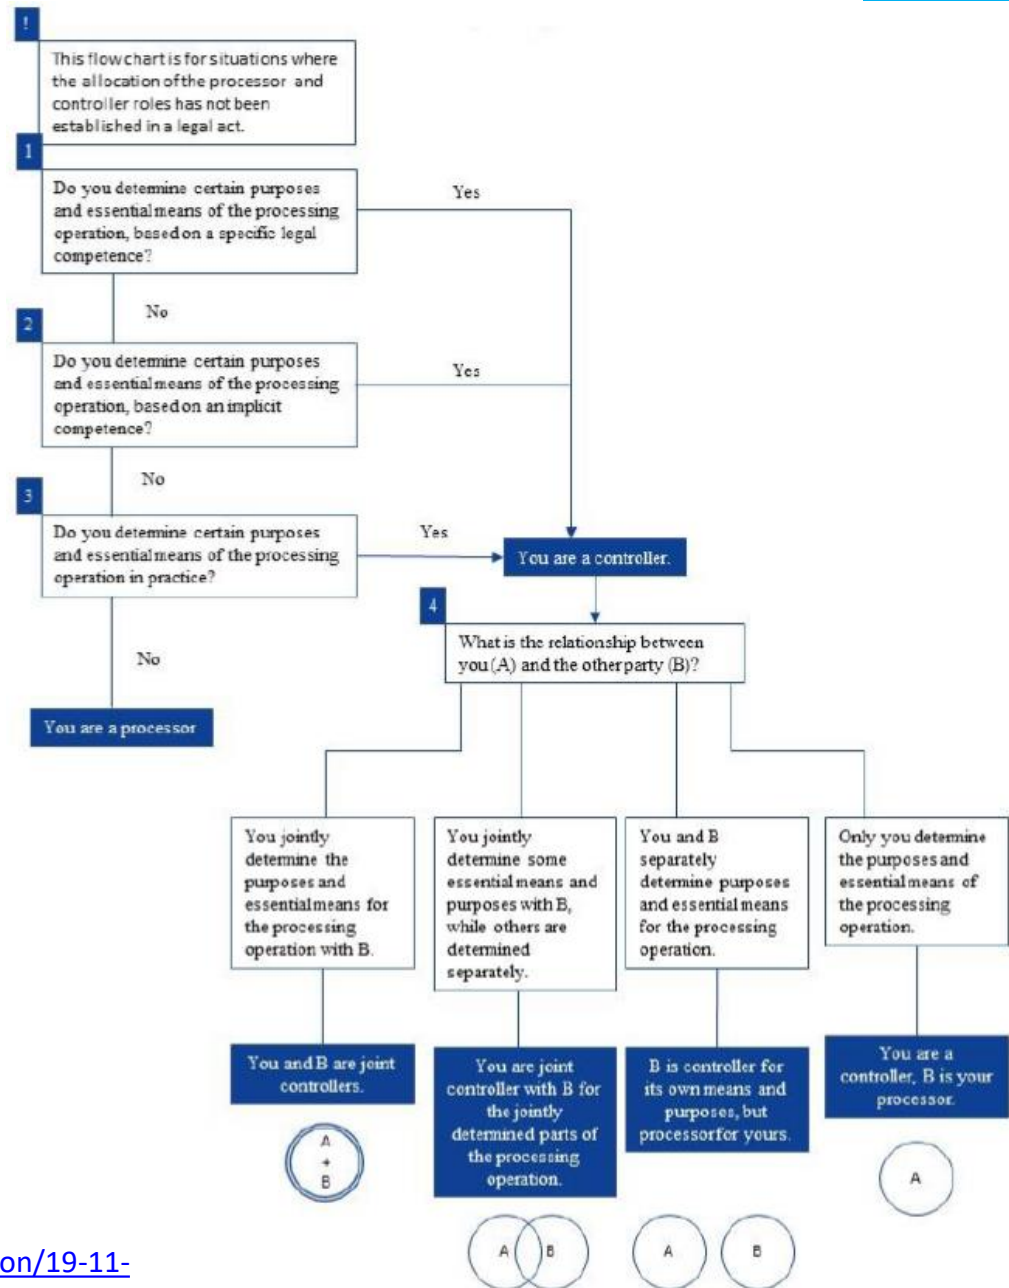 !
This flow chart is for situations where
the allocation of the processor and
controller roles has not been
established in a legal act.
1
Do you determine certain purposes
and essential means of the processing
operation, based on a specific legal
competence?
Yes
No
2
Do you determine certain purposes
and essential means of the processing
operation, based on an implicit
competence?
Yes
No
3
Do you determine certain purposes
and essential means of the processing
operation in practice?
Yes
You are a controller.
No
You are a processor
4
What is the relationship between
you (A) and the other party (B)?
You jointly
determine the
purposes and
essential means for
the processing
operation with B.
You jointly
determine some
essential means and
purposes with B,
while others are
determined
separately.
You and B
separately
determine purposes
and essential means
for the processing
operation.
Only you determine
the purposes and
essential means of
the processing
operation.
You and B are joint
controllers.
You are joint
controller with B for
the jointly
determined parts of
the processing
operation.
B is controller for
its own means and
purposes, but
processor for yours.
You are a
controller, B is your
processor.
A
+
B
A B
A B
A
on/19-11-